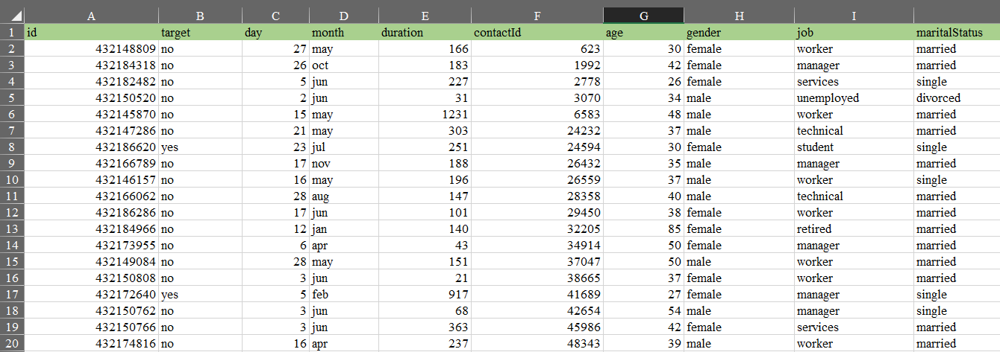 A B C D E F G H I
1 id target day month duration contactId age gender job maritalStatus
2 432148809 no 27 may 166 623 30 female worker married
3 432184318 no 26 oct 183 1992 42 female manager married
4 432182482 no 5 jun 227 2778 26 female services single
5 432150520 no 2 jun 31 3070 34 male unemployed divorced
6 432145870 no 15 may 1231 6583 48 male worker married
7 432147286 no 21 may 303 24232 37 male technical married
8 432186620 yes 23 jul 251 24594 30 female student single
9 432166789 no 17 nov 188 26432 35 male manager married
10 432146157 no 16 may 196 26559 37 male worker single
11 432166062 no 28 aug 147 28358 40 male technical married
12 432186286 no 17 jun 101 29450 38 female worker married
13 432184966 no 12 jan 140 32205 85 female retired married
14 432173955 no 6 apr 43 34914 50 female manager married
15 432149084 no 28 may 151 37047 50 male worker married
16 432150808 no 3 jun 21 38665 37 female worker married
17 432172640 yes 5 feb 917 41689 27 female manager single
18 432150762 no 3 jun 68 42654 54 male manager single
19 432150766 no 3 jun 363 45986 42 female services married
20 432174816 no 16 apr 237 48343 39 male worker married